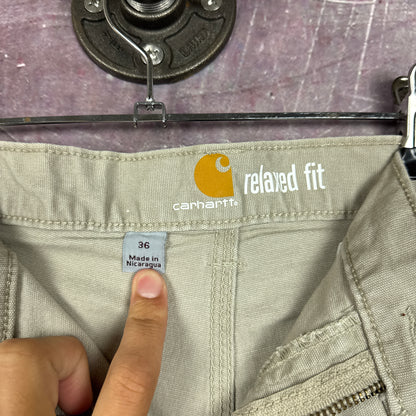 carhartt
relaxed fit
36
Made in
Nicaragua